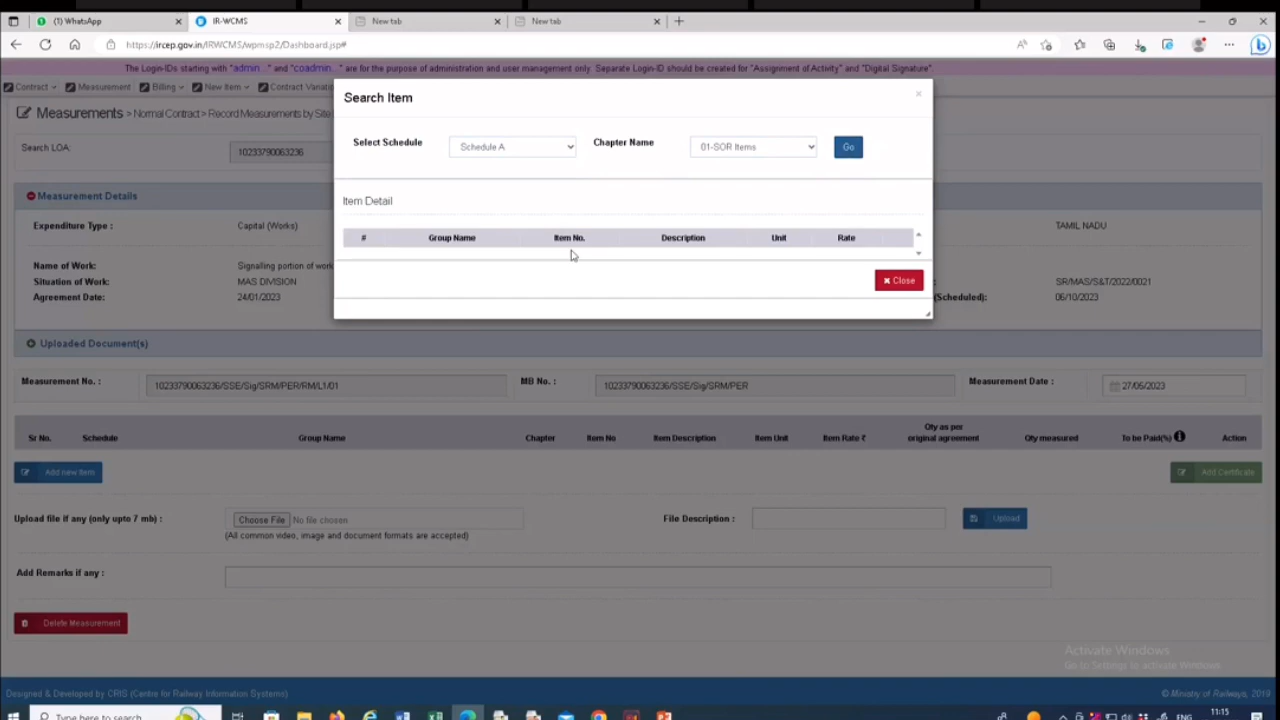 (1) WhatsApp
IR-WCMS
New tab
New tab
https://ircep.gov.in/IRWCMS/wpmsp2/Dashboard.jsp#
The Login-IDs starting with "admin..." and "coadmin..." are for the purpose of administration and user management only. Separate Login-ID should be created for "Assignment of Activity" and "Digital Signature".
Contract
Measurement
Billing
New Item
Contract Variatio
Measurements > Normal Contract > Record Measurements by Site
Search LOA:
10233790063236
Search Item
×
Select Schedule
Schedule A
Chapter Name
01-SOR Items
Go
Item Detail
# Group Name Item No. Description Unit Rate
Close
Measurement Details
Expenditure Type :
Capital (Works)
TAMIL NADU
Name of Work:
Signalling portion of work
SR/MAS/S&T/2022/0021
Situation of Work:
MAS DIVISION
(Scheduled):
06/10/2023
Agreement Date:
24/01/2023
Uploaded Document(s)
Measurement No. :
10233790063236/SSE/Sig/SRM/PER/RM/L1/01
MB No. :
10233790063236/SSE/Sig/SRM/PER
Measurement Date :
27/05/2023
Sr No. Schedule Group Name Chapter Item No Item Description Item Unit Item Rate ₹ Qty as per original agreement Qty measured To be Paid(%) Action
Add new Item
Add Certificate
Upload file if any (only upto 7 mb) :
Choose File No file chosen
(All common video, image and document formats are accepted)
File Description :
Upload
Add Remarks if any :
Delete Measurement
Activate Windows
Go to Settings to activate Windows.
Designed & Developed by CRIS (Centre for Railway Information Systems)
© Ministry of Railways, 2019
Type here to search
ENG
11:15